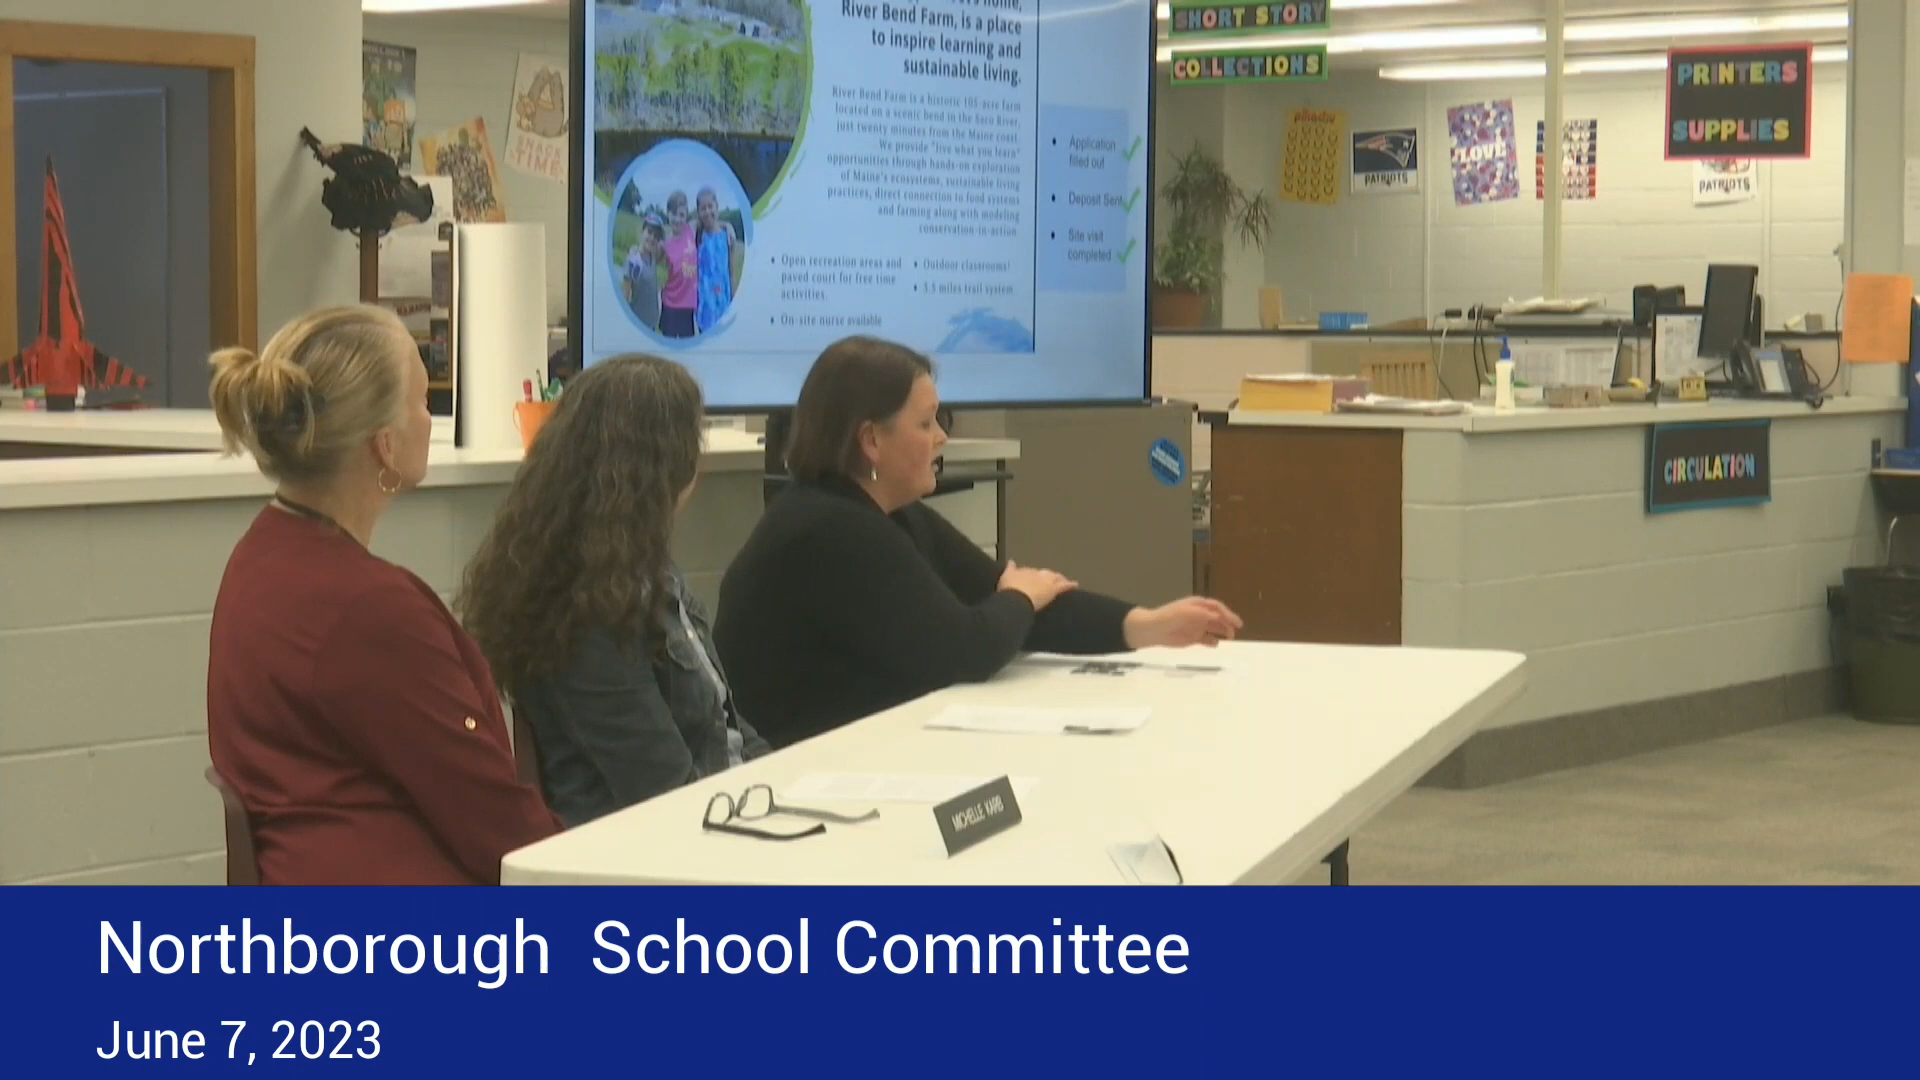 River Bend Farm, is a place
to inspire learning and
sustainable living.
River Bend Farm is a historic 105-acre farm
located on a scenic bend in the Saco River,
just twenty minutes from the Maine coast.
We provide "live what you learn"
opportunities through hands-on exploration
of Maine's ecosystems, sustainable living
practices, direct connection to food systems
and farming along with modeling
conservation-in-action.
• Open recreation areas and
paved court for free time
activities.
• On-site nurse available
• Outdoor classrooms!
• 3.5 miles trail system
• Application
filled out
• Deposit Sent
• Site visit
completed
SHORT STORY
COLLECTIONS
PRINTERS
SUPPLIES
LOVE
PATRIOTS
PATRIOTS
SNACK
TIME
CIRCULATION
MICHELLE KARB
Northborough School Committee
June 7, 2023